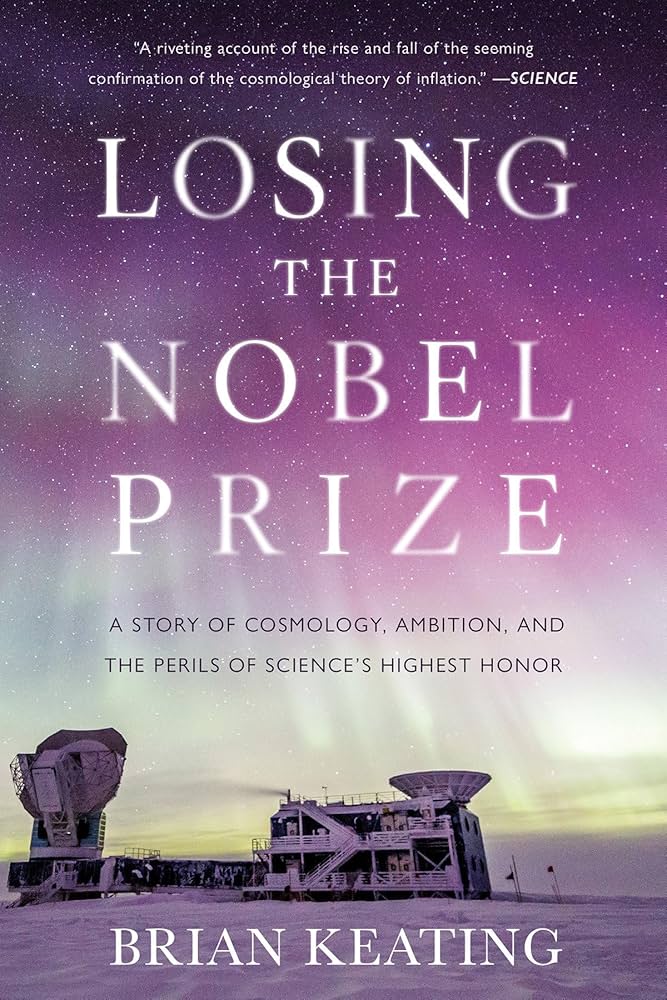 “A riveting account of the rise and fall of the seeming
confirmation of the cosmological theory of inflation.” —SCIENCE
LOSING
THE
NOBEL
PRIZE
A STORY OF COSMOLOGY, AMBITION, AND
THE PERILS OF SCIENCE’S HIGHEST HONOR
BRIAN KEATING